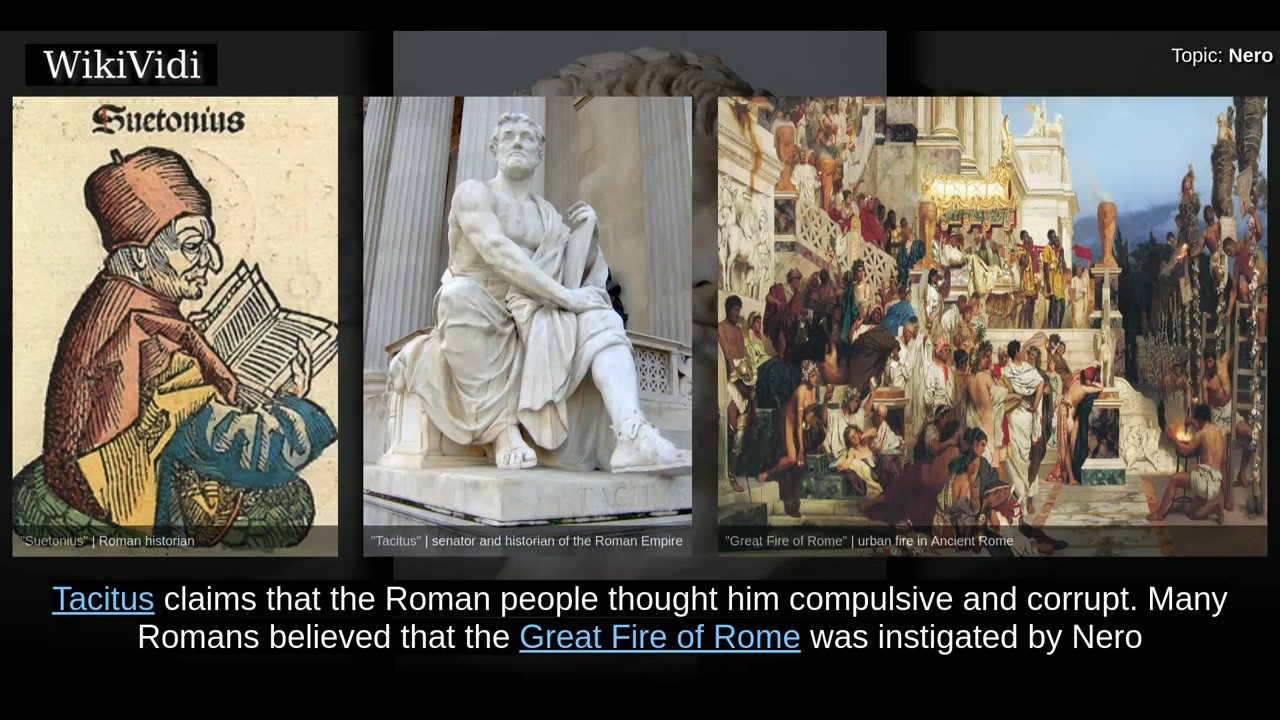 WikiVidi
Topic: Nero
Suetonius
TACITUS
"Suetonius" | Roman historian
"Tacitus" | senator and historian of the Roman Empire
"Great Fire of Rome" | urban fire in Ancient Rome
Tacitus claims that the Roman people thought him compulsive and corrupt. Many
Romans believed that the Great Fire of Rome was instigated by Nero